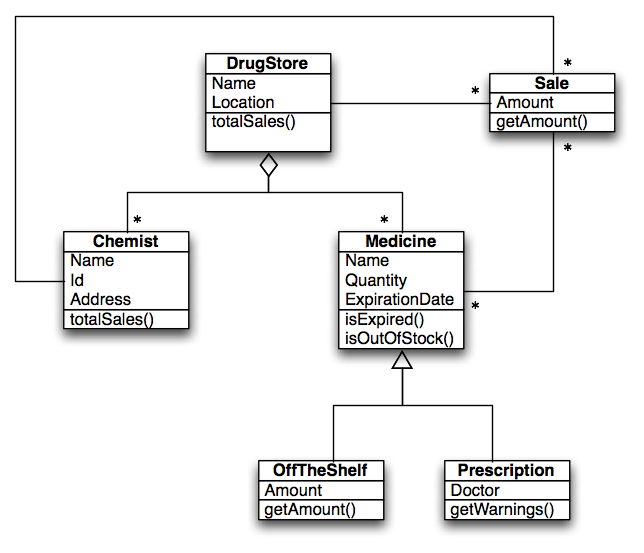 DrugStore
Name
Location
totalSales()
*
*
Sale
Amount
getAmount()
*
*
Chemist
Name
Id
Address
totalSales()
*
Medicine
Name
Quantity
ExpirationDate
isExpired()
isOutOfStock()
*
OffTheShelf
Amount
getAmount()
Prescription
Doctor
getWarnings()